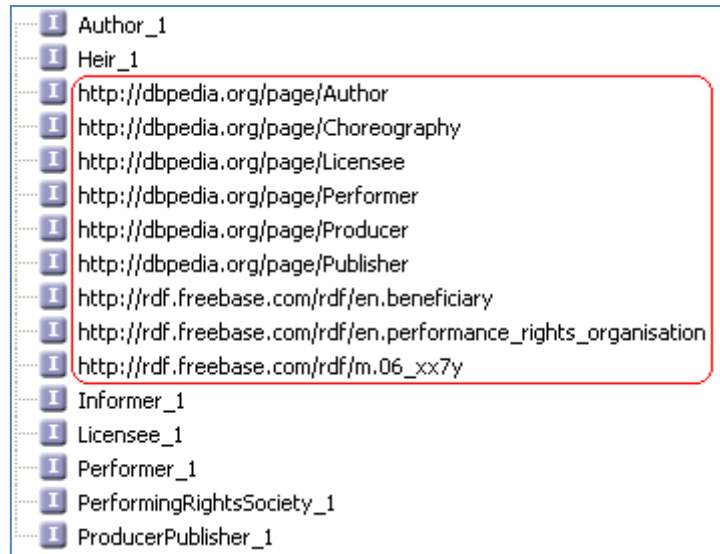 I Author_1
I Heir_1
I http://dbpedia.org/page/Author
I http://dbpedia.org/page/Choreography
I http://dbpedia.org/page/Licensee
I http://dbpedia.org/page/Performer
I http://dbpedia.org/page/Producer
I http://dbpedia.org/page/Publisher
I http://rdf.freebase.com/rdf/en.beneficiary
I http://rdf.freebase.com/rdf/en.performance_rights_organisation
I http://rdf.freebase.com/rdf/m.06_xx7y
I Informer_1
I Licensee_1
I Performer_1
I PerformingRightsSociety_1
I ProducerPublisher_1